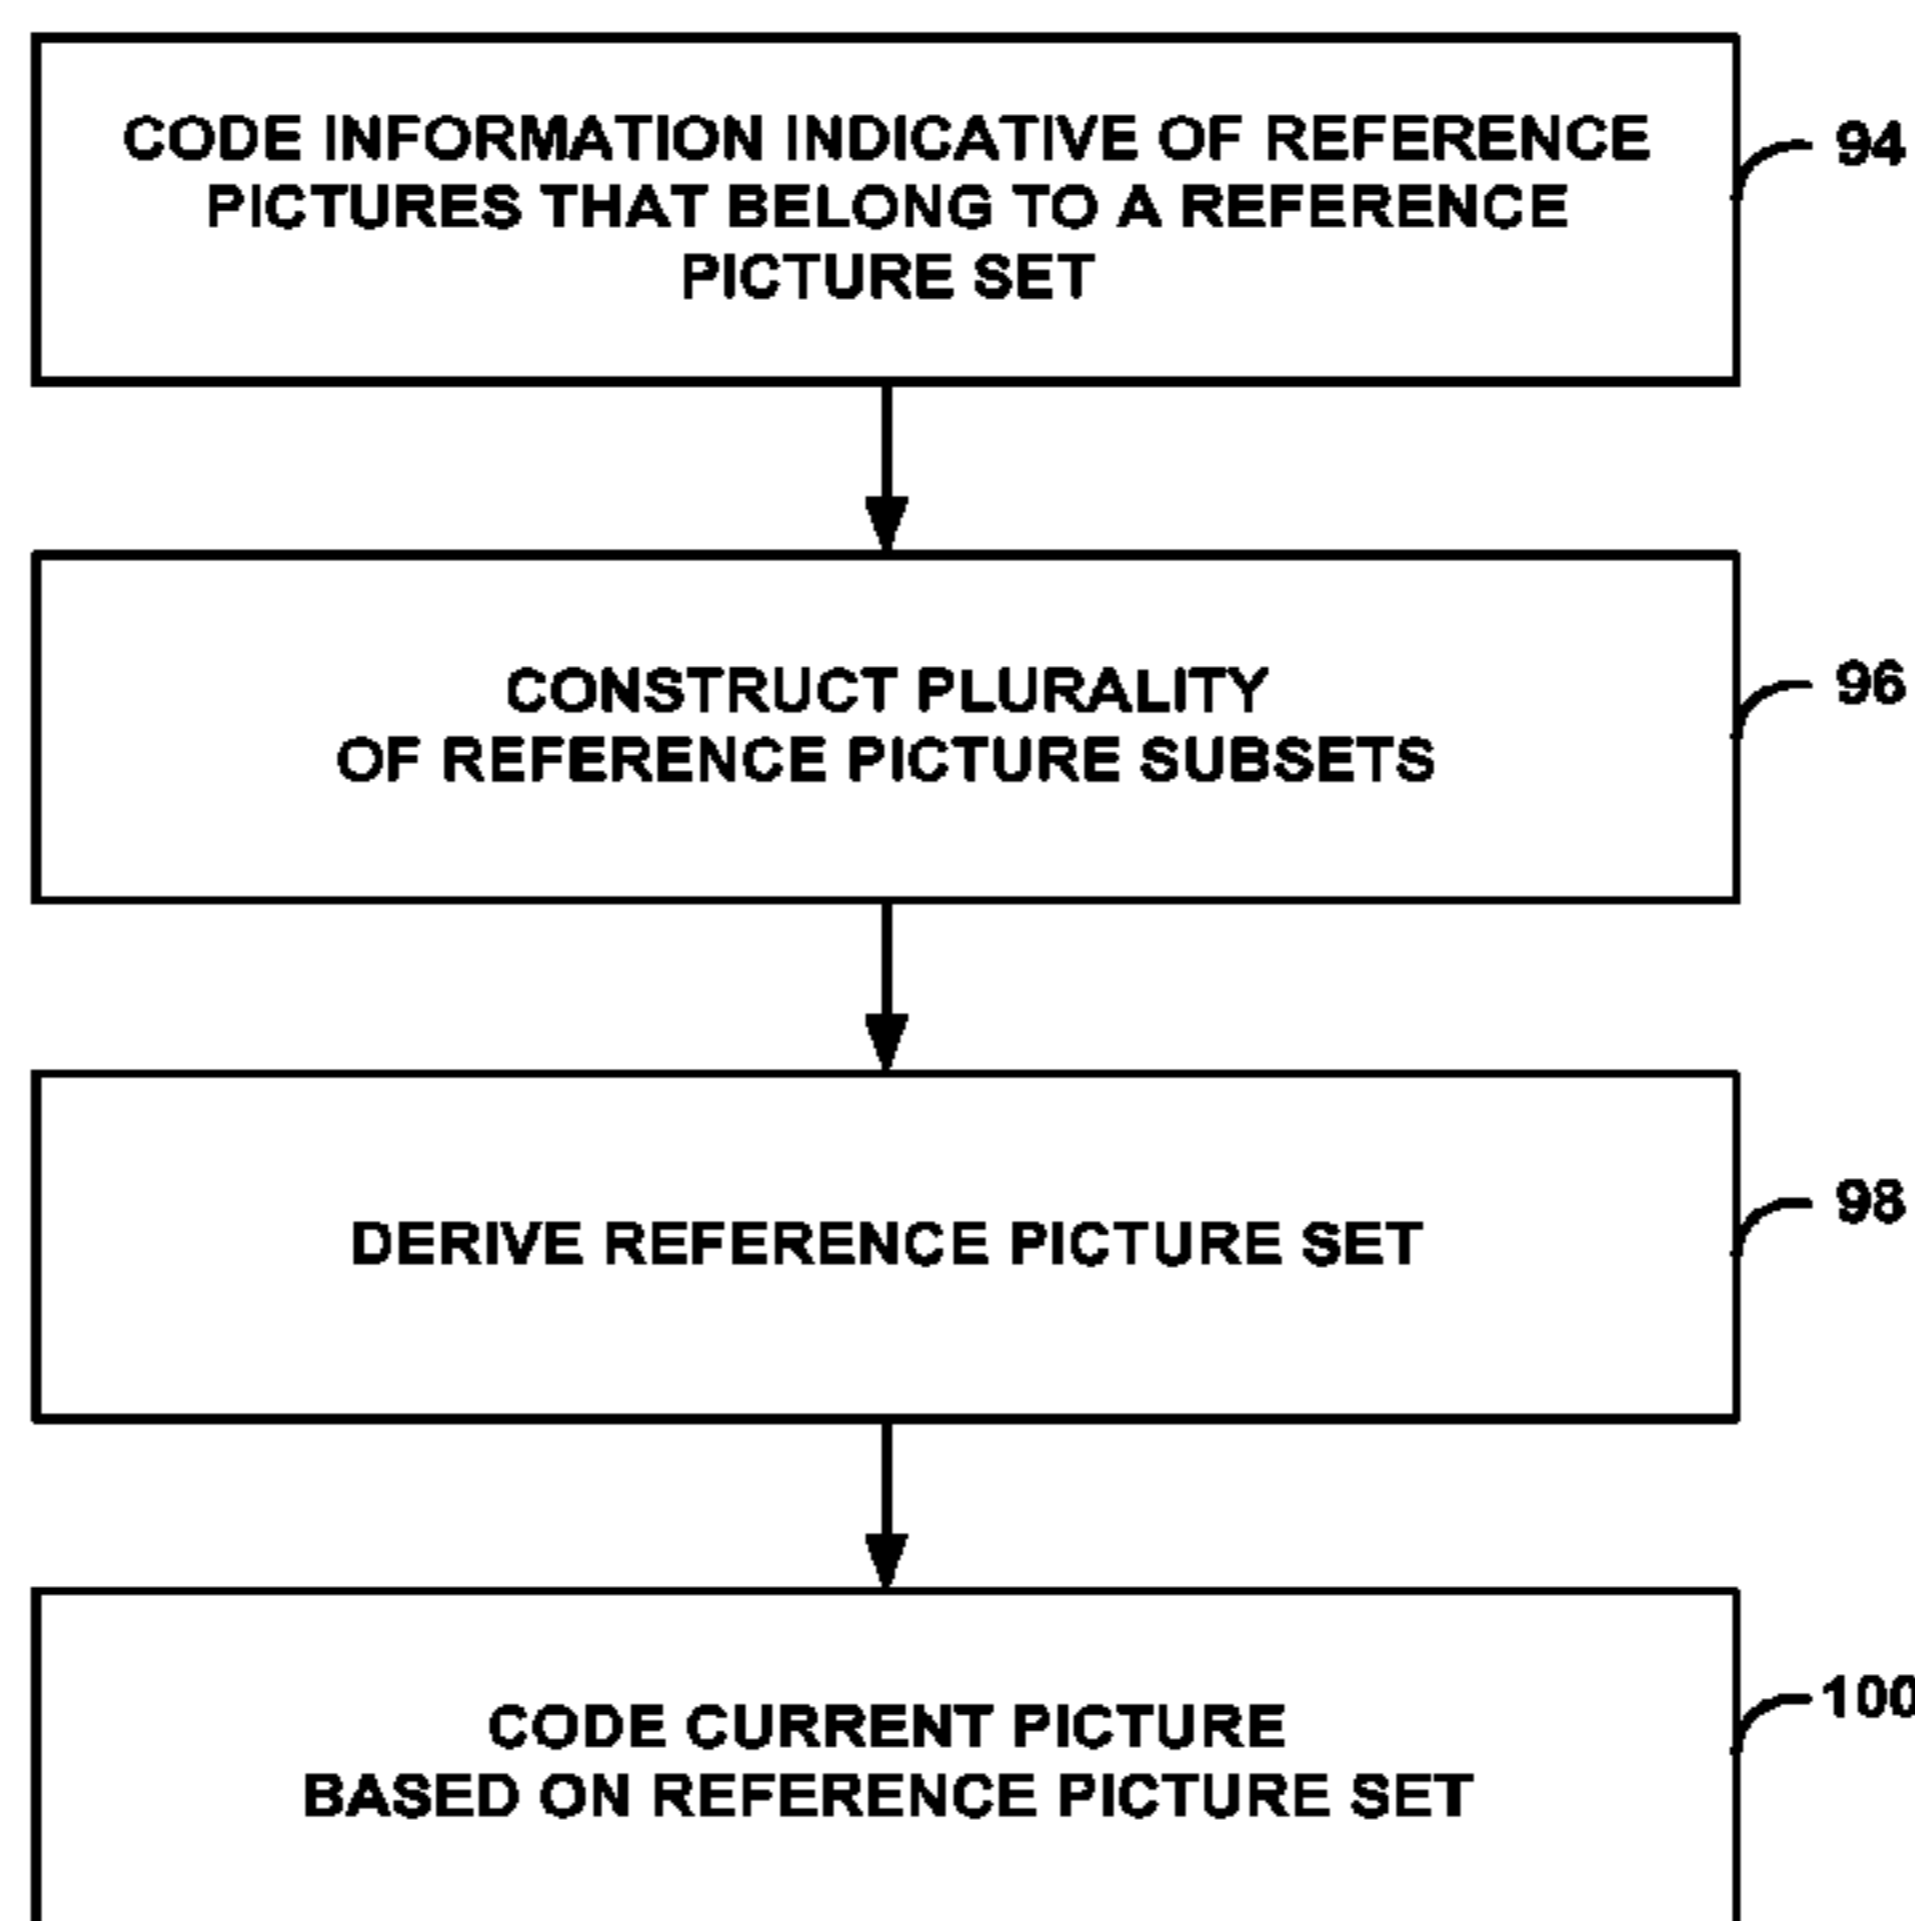 CODE INFORMATION INDICATIVE OF REFERENCE
PICTURES THAT BELONG TO A REFERENCE
PICTURE SET
94
CONSTRUCT PLURALITY
OF REFERENCE PICTURE SUBSETS
96
DERIVE REFERENCE PICTURE SET
98
CODE CURRENT PICTURE
BASED ON REFERENCE PICTURE SET
100